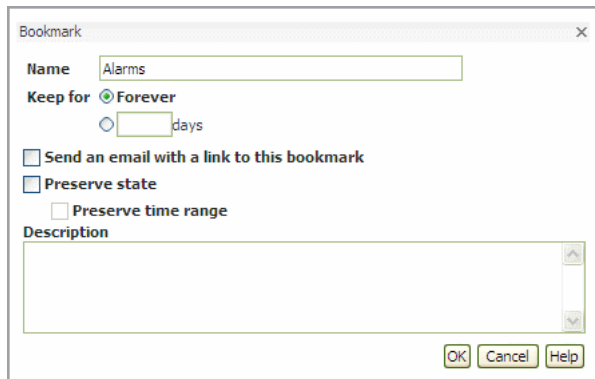 Bookmark
Name Alarms
Keep for Forever
days
Send an email with a link to this bookmark
Preserve state
Preserve time range
Description
OK Cancel Help